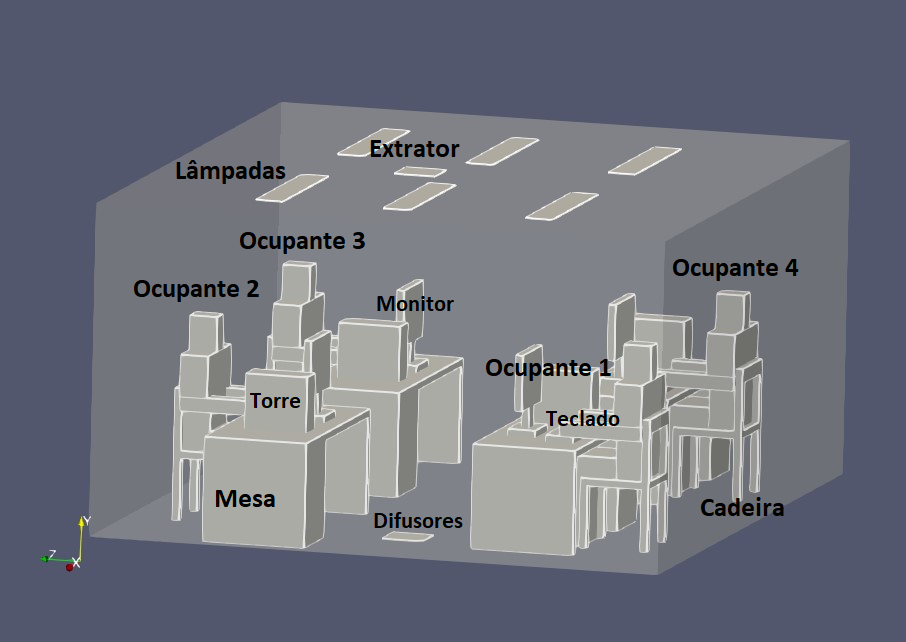 Extrator
Lâmpadas
Ocupante 3
Ocupante 4
Ocupante 2
Monitor
Ocupante 1
Torre
Teclado
Mesa
Cadeira
Difusores
Y
Z
X